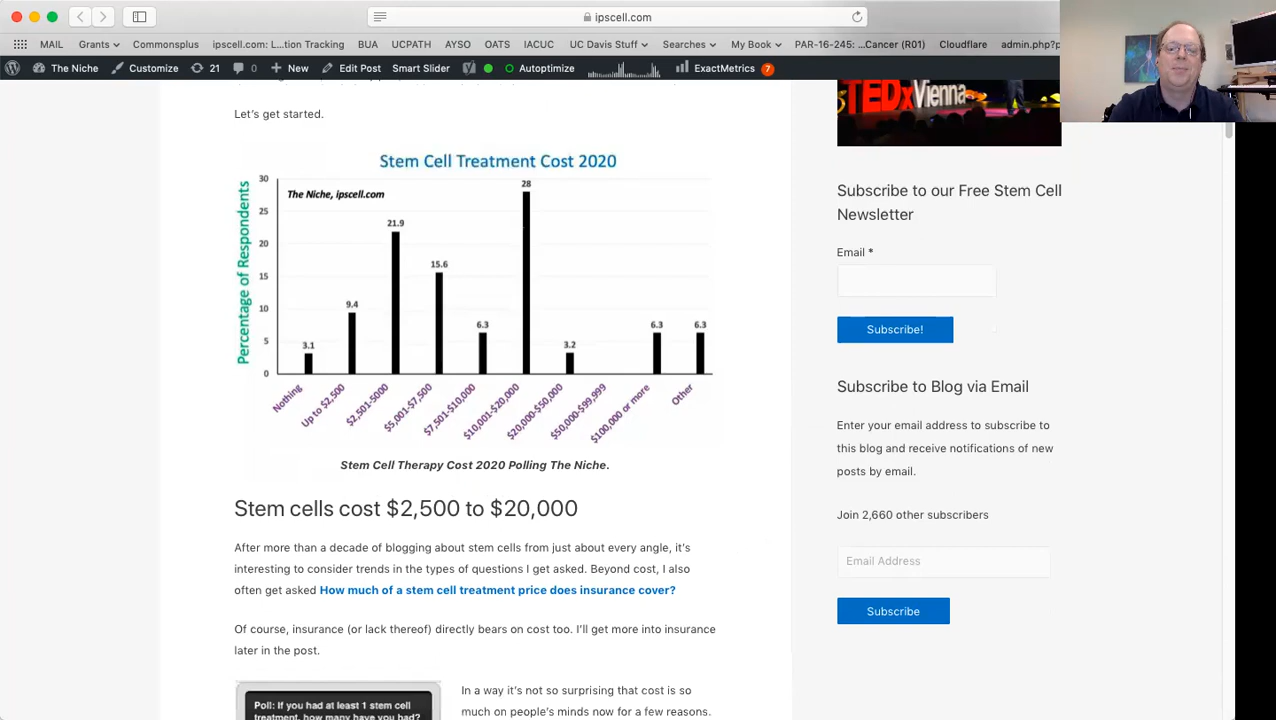 ipscell.com
MAIL Grants Commonsplus ipscell.com: L...tion Tracking BUA UCPATH AYSO OATS IACUC UC Davis Stuff Searches My Book PAR-16-245: ...Cancer (R01) Cloudflare admin.php?p
The Niche Customize 21 0 New Edit Post Smart Slider Autoptimize ExactMetrics 7
Let's get started.
Stem Cell Treatment Cost 2020
The Niche, ipscell.com
Percentage of Respondents
30
25
20
15
10
5
0
3.1
9.4
21.9
15.6
6.3
28
3.2
6.3
6.3
Nothing
Up to $2,500
$2,501-5000
$5,001-$7,500
$7,501-$10,000
$10,001-$20,000
$20,000-$50,000
$50,000-$99,999
$100,000 or more
Other
Stem Cell Therapy Cost 2020 Polling The Niche.
Stem cells cost $2,500 to $20,000
After more than a decade of blogging about stem cells from just about every angle, it's
interesting to consider trends in the types of questions I get asked. Beyond cost, I also
often get asked How much of a stem cell treatment price does insurance cover?
Of course, insurance (or lack thereof) directly bears on cost too. I'll get more into insurance
later in the post.
Poll: If you had at least 1 stem cell
treatment, how many have you had?
In a way it's not so surprising that cost is so
much on people's minds now for a few reasons.
TEDxVienna
Subscribe to our Free Stem Cell
Newsletter
Email *
Subscribe!
Subscribe to Blog via Email
Enter your email address to subscribe to
this blog and receive notifications of new
posts by email.
Join 2,660 other subscribers
Email Address
Subscribe